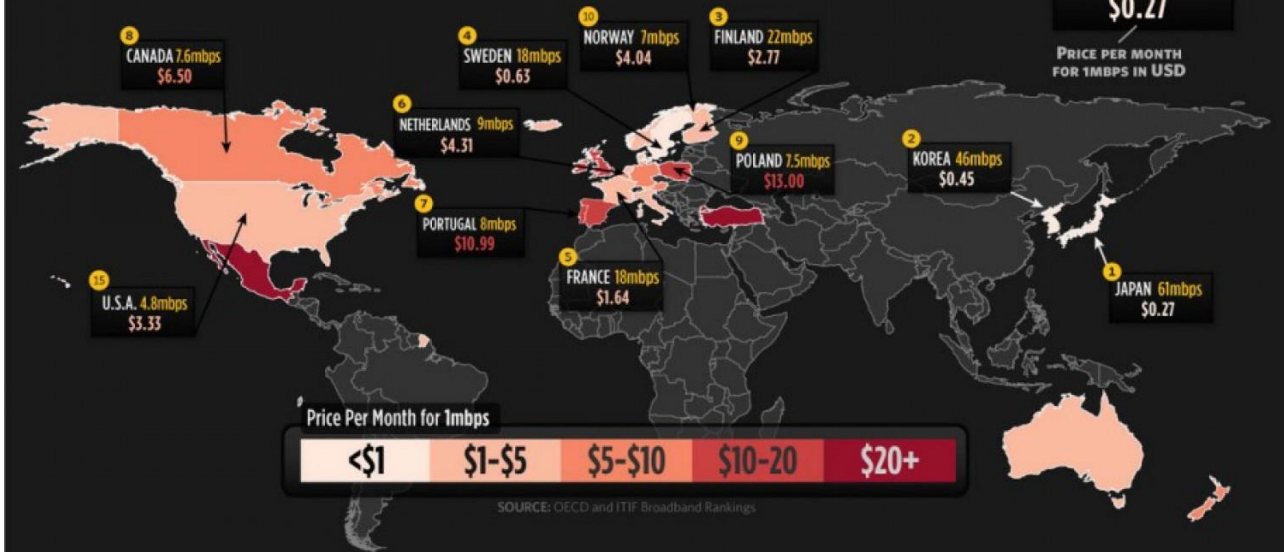 $0.27
PRICE PER MONTH
FOR 1MBPS IN USD
8
CANADA 7.6mbps
$6.50
4
SWEDEN 18mbps
$0.63
10
NORWAY 7mbps
$4.04
3
FINLAND 22mbps
$2.77
6
NETHERLANDS 9mbps
$4.31
9
POLAND 7.5mbps
$13.00
2
KOREA 46mbps
$0.45
7
PORTUGAL 8mbps
$10.99
5
FRANCE 18mbps
$1.64
15
U.S.A. 4.8mbps
$3.33
1
JAPAN 61mbps
$0.27
Price Per Month for 1mbps
<$1 $1-$5 $5-$10 $10-20 $20+
SOURCE: OECD and ITIF Broadband Rankings